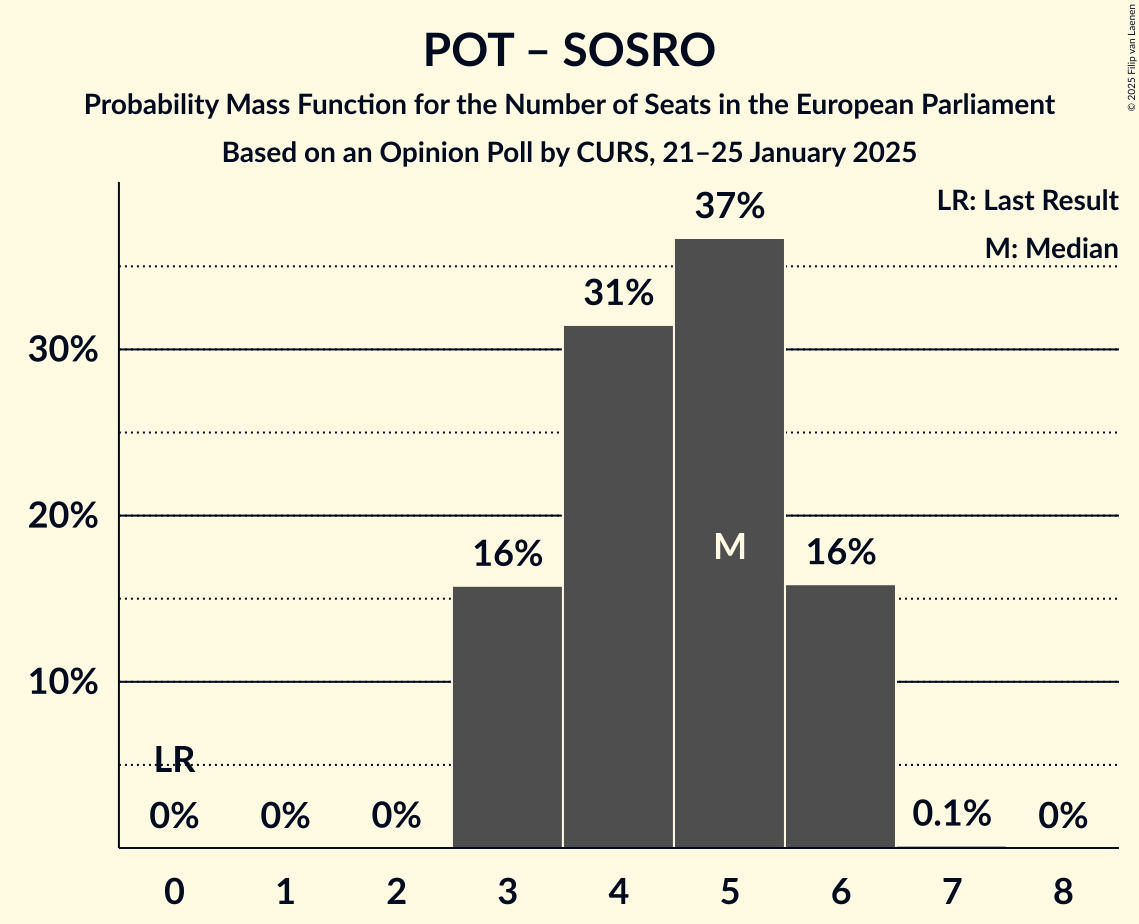 POT – SOSRO
Probability Mass Function for the Number of Seats in the European Parliament
Based on an Opinion Poll by CURS, 21–25 January 2025
© 2025 Filip van Laenen
LR: Last Result
M: Median
37%
31%
30%
20%
16%
M
16%
10%
LR
0%
0%
0%
0.1%
0%
0
1
2
3
4
5
6
7
8